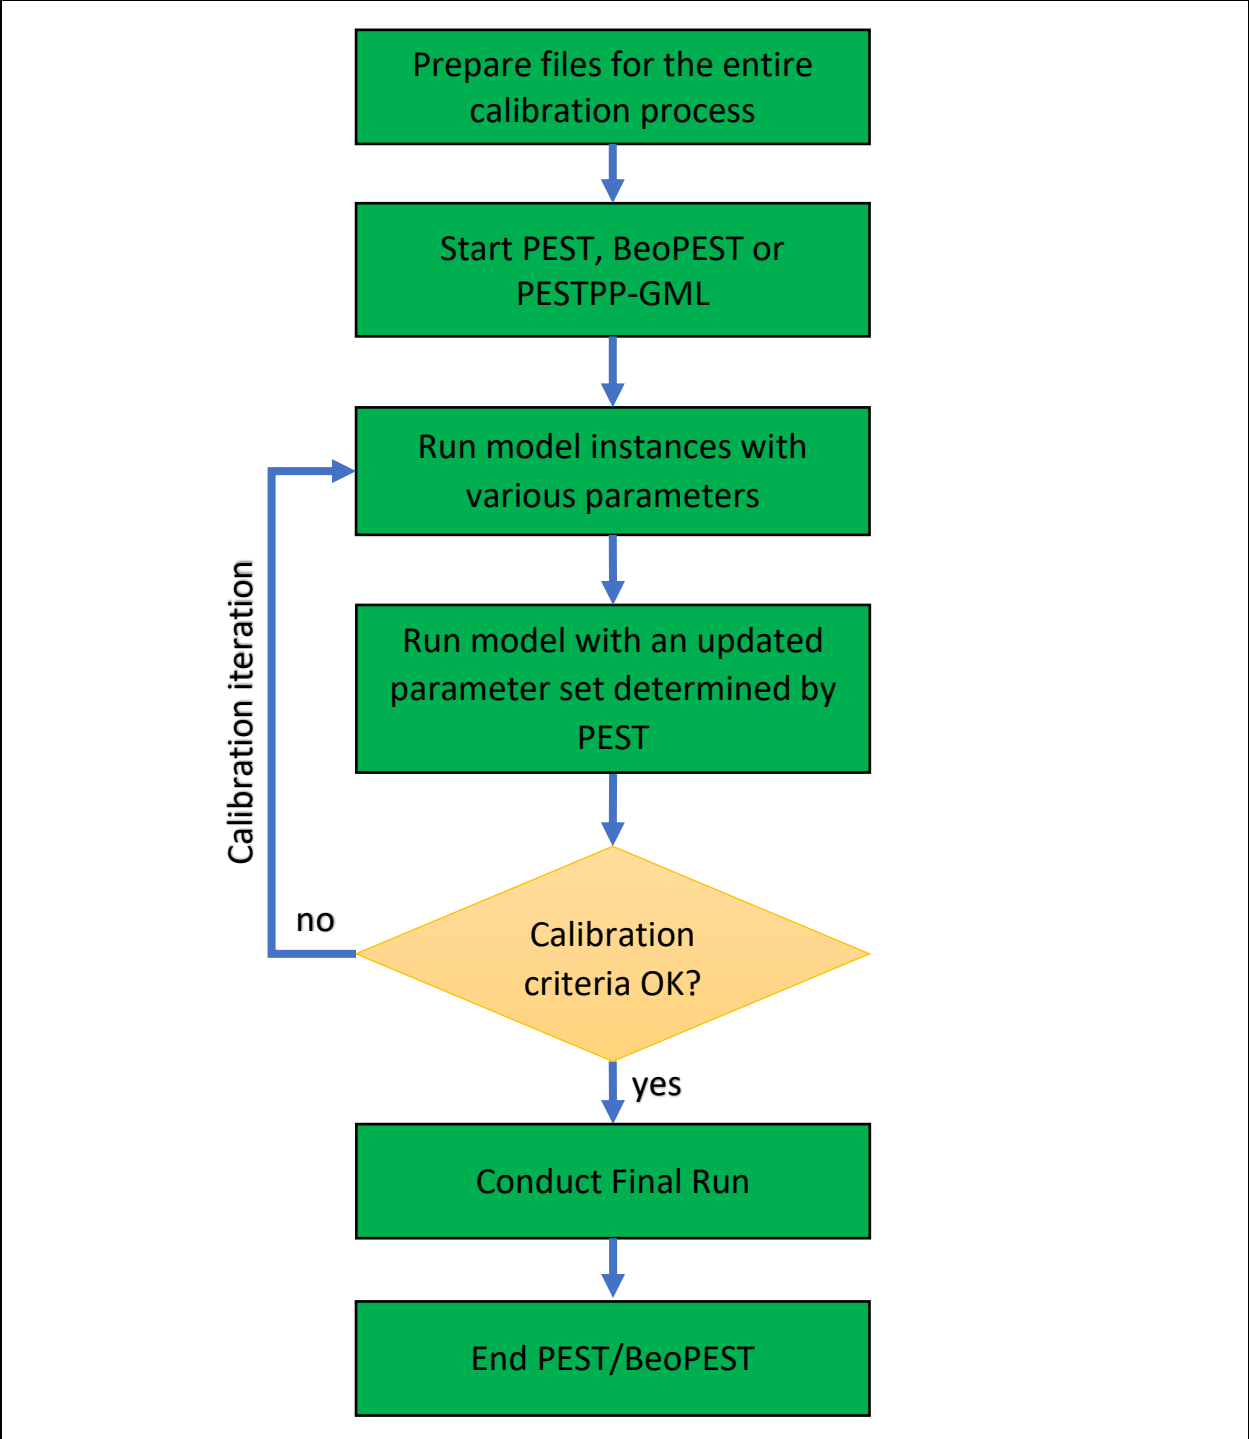 Prepare files for the entire
calibration process
Start PEST, BeoPEST or
PESTPP-GML
Run model instances with
various parameters
Calibration iteration
Run model with an updated
parameter set determined by
PEST
no
Calibration
criteria OK?
yes
Conduct Final Run
End PEST/BeoPEST